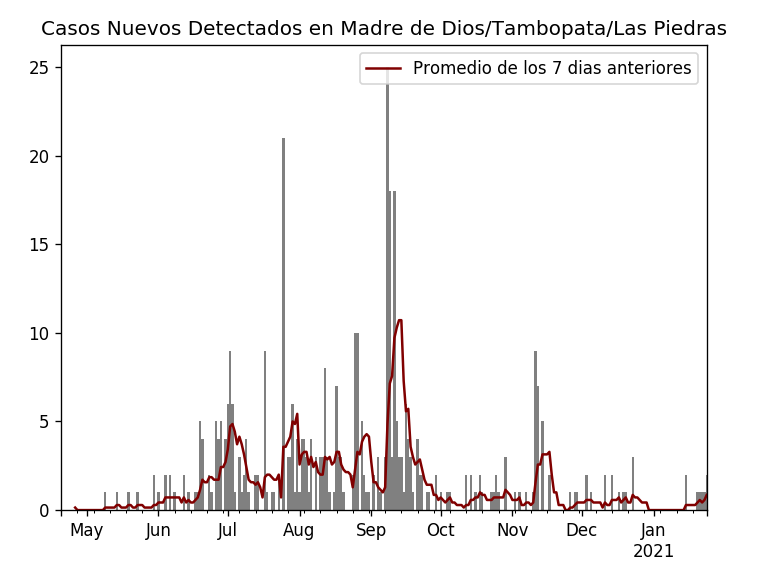 Casos Nuevos Detectados en Madre de Dios/Tambopata/Las Piedras
Promedio de los 7 dias anteriores
25
20
15
10
5
0
May Jun Jul Aug Sep Oct Nov Dec Jan
2021